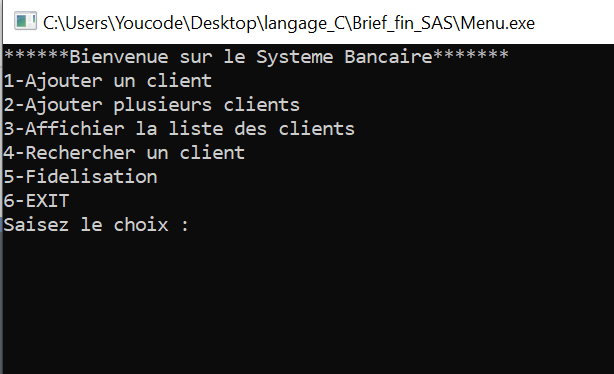 C:\Users\Youcode\Desktop\langage_C\Brief_fin_SAS\Menu.exe
******Bienvenue sur le Systeme Bancaire*******
1-Ajouter un client
2-Ajouter plusieurs clients
3-Affichier la liste des clients
4-Rechercher un client
5-Fidelisation
6-EXIT
Saisez le choix :